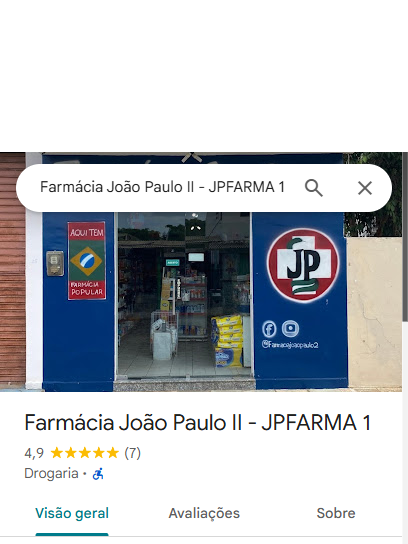 Farmácia João Paulo II - JPFARMA 1
AQUI TEM
FARMÁCIA
POPULAR
JP
@Farmaciajoaopaulo2
Farmácia João Paulo II - JPFARMA 1
4,9 (7)
Drogaria ·
Visão geral
Avaliações
Sobre